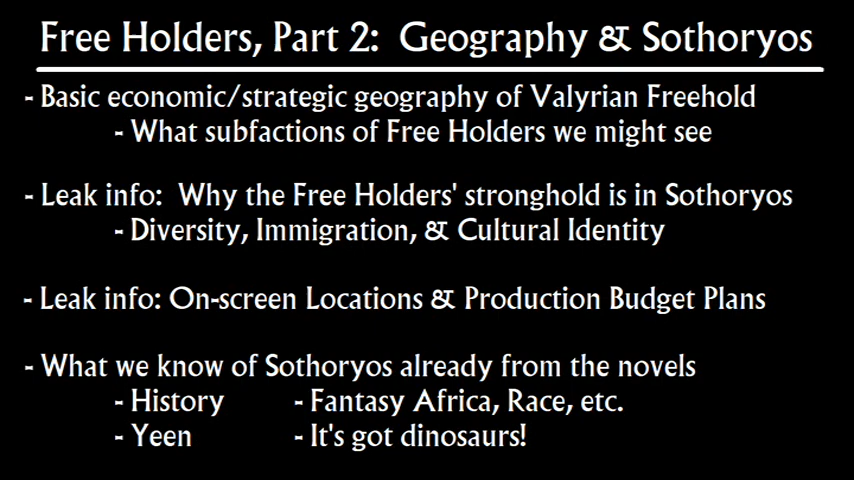 Free Holders, Part 2: Geography & Sothoryos
- Basic economic/strategic geography of Valyrian Freehold
- What subfactions of Free Holders we might see
- Leak info: Why the Free Holders' stronghold is in Sothoryos
- Diversity, Immigration, & Cultural Identity
- Leak info: On-screen Locations & Production Budget Plans
- What we know of Sothoryos already from the novels
- History - Fantasy Africa, Race, etc.
- Yeen - It's got dinosaurs!